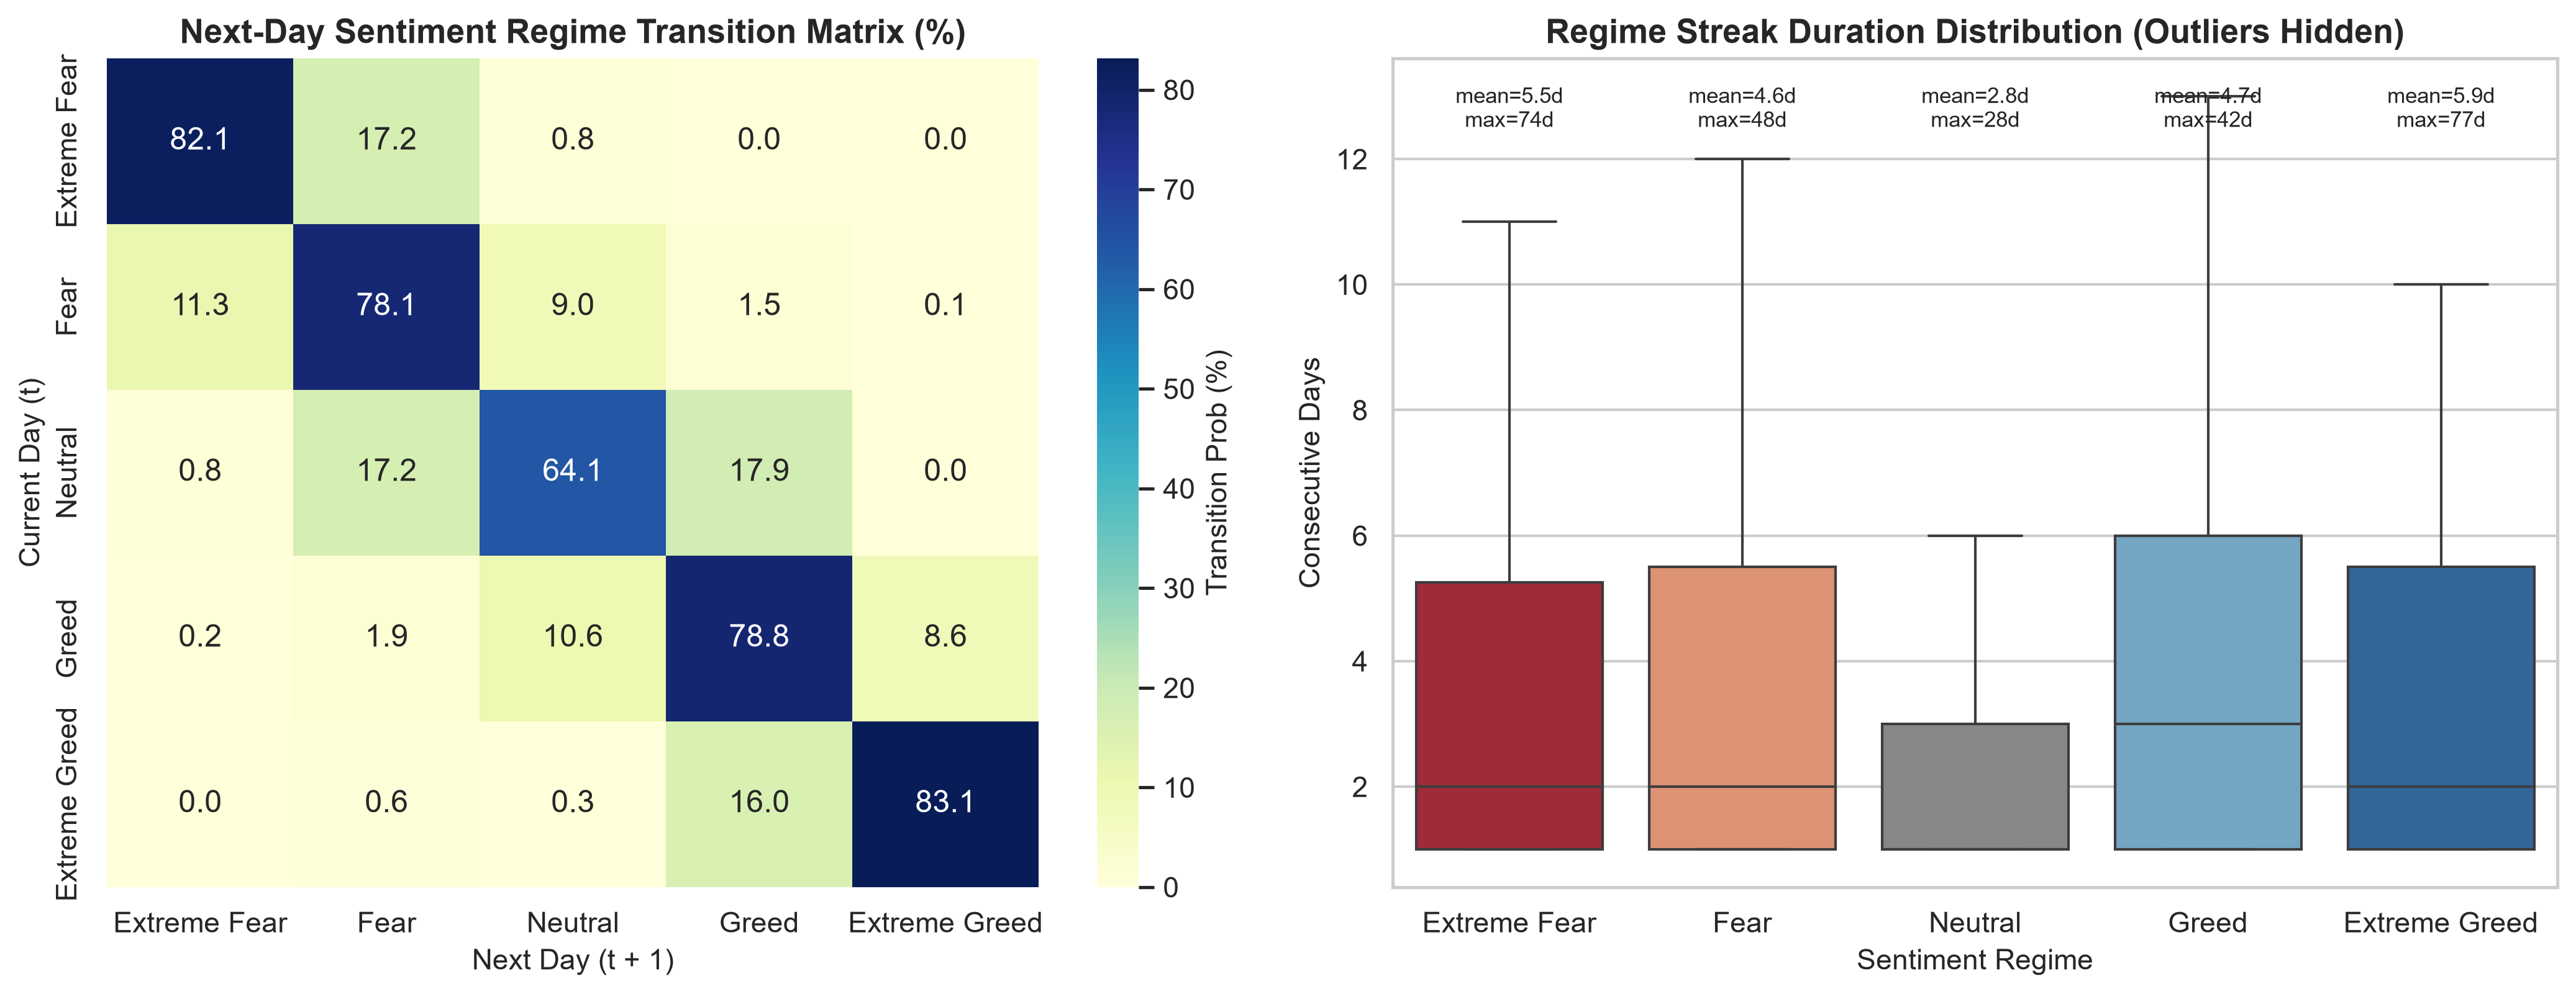 Next-Day Sentiment Regime Transition Matrix (%)
Current Day (t)
Extreme Fear
82.1 17.2 0.8 0.0 0.0
Fear
11.3 78.1 9.0 1.5 0.1
Neutral
0.8 17.2 64.1 17.9 0.0
Greed
0.2 1.9 10.6 78.8 8.6
Extreme Greed
0.0 0.6 0.3 16.0 83.1
Extreme Fear Fear Neutral Greed Extreme Greed
Next Day (t + 1)
80
70
60
50
40
30
20
10
0
Transition Prob (%)
Regime Streak Duration Distribution (Outliers Hidden)
mean=5.5d mean=4.6d mean=2.8d mean=4.7d mean=5.9d
max=74d max=48d max=28d max=42d max=77d
Consecutive Days
12
10
8
6
4
2
Extreme Fear Fear Neutral Greed Extreme Greed
Sentiment Regime